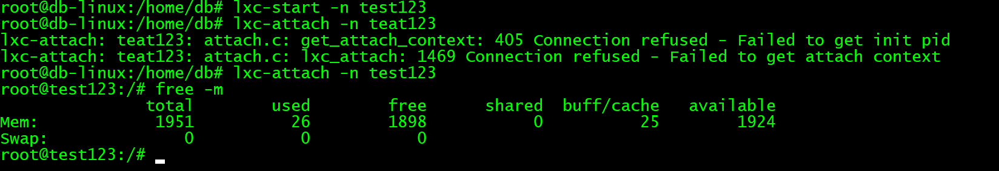 root@db-linux:/home/db# lxc-start -n test123
root@db-linux:/home/db# lxc-attach -n teat123
lxc-attach: teat123: attach.c: get_attach_context: 405 Connection refused - Failed to get init pid
lxc-attach: teat123: attach.c: lxc_attach: 1469 Connection refused - Failed to get attach context
root@db-linux:/home/db# lxc-attach -n test123
root@test123:/# free -m
total used free shared buff/cache available
Mem: 1951 26 1898 0 25 1924
Swap: 0 0 0
root@test123:/#